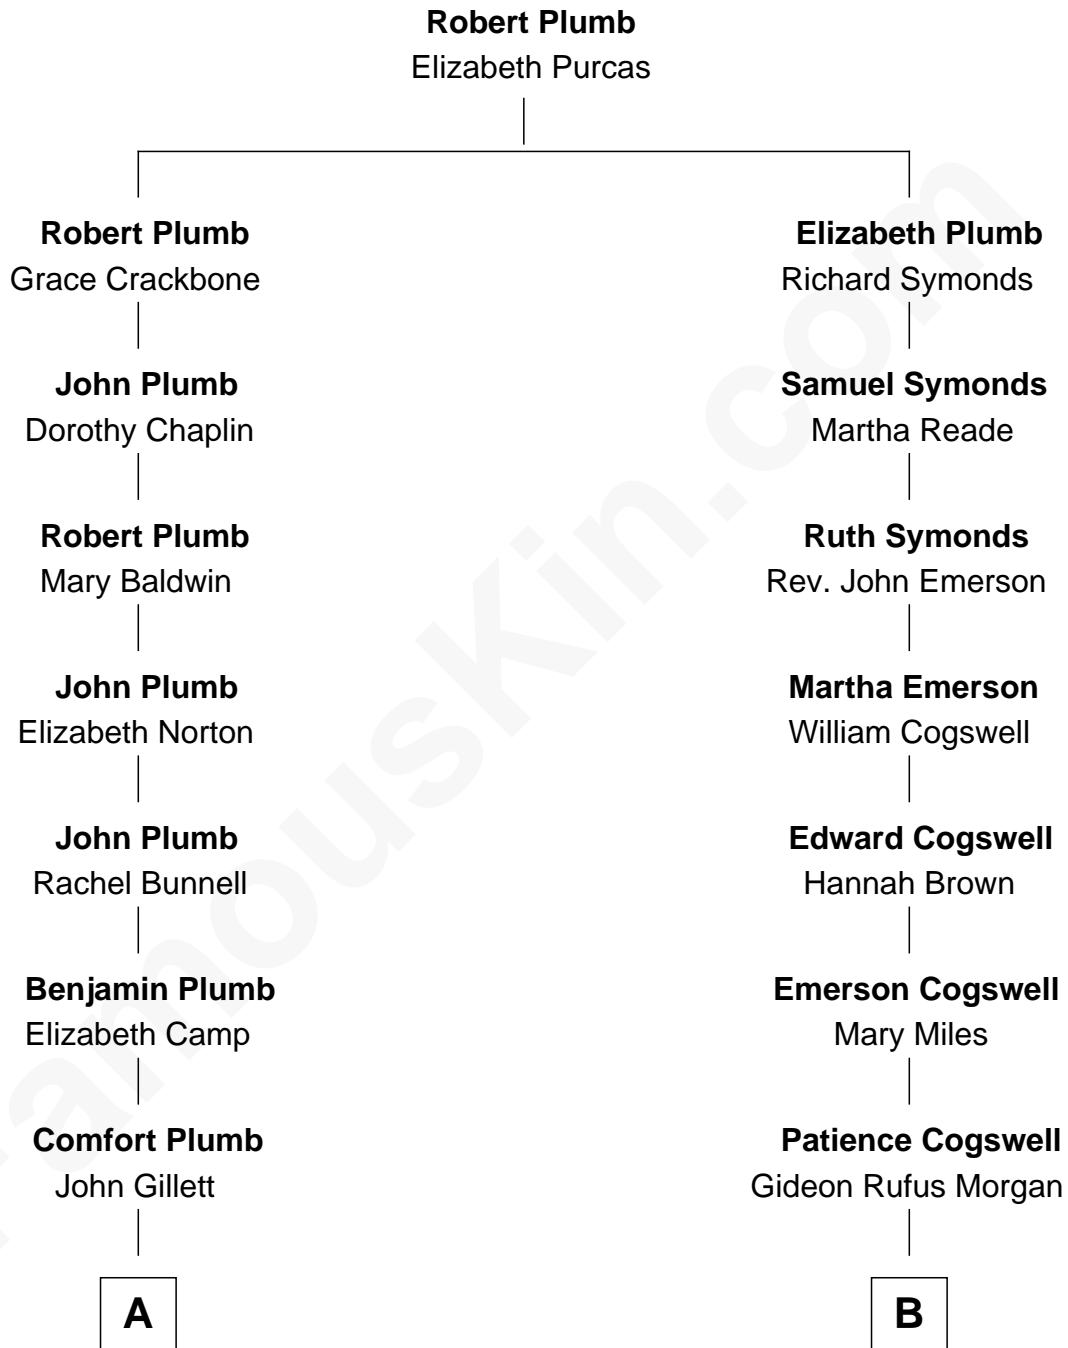 Robert Plumb
Elizabeth Purcas
Robert Plumb
Grace Crackbone
John Plumb
Dorothy Chaplin
Robert Plumb
Mary Baldwin
John Plumb
Elizabeth Norton
John Plumb
Rachel Bunnell
Benjamin Plumb
Elizabeth Camp
Comfort Plumb
John Gillett
A
Elizabeth Plumb
Richard Symonds
Samuel Symonds
Martha Reade
Ruth Symonds
Rev. John Emerson
Martha Emerson
William Cogswell
Edward Cogswell
Hannah Brown
Emerson Cogswell
Mary Miles
Patience Cogswell
Gideon Rufus Morgan
B
FamousKin.com